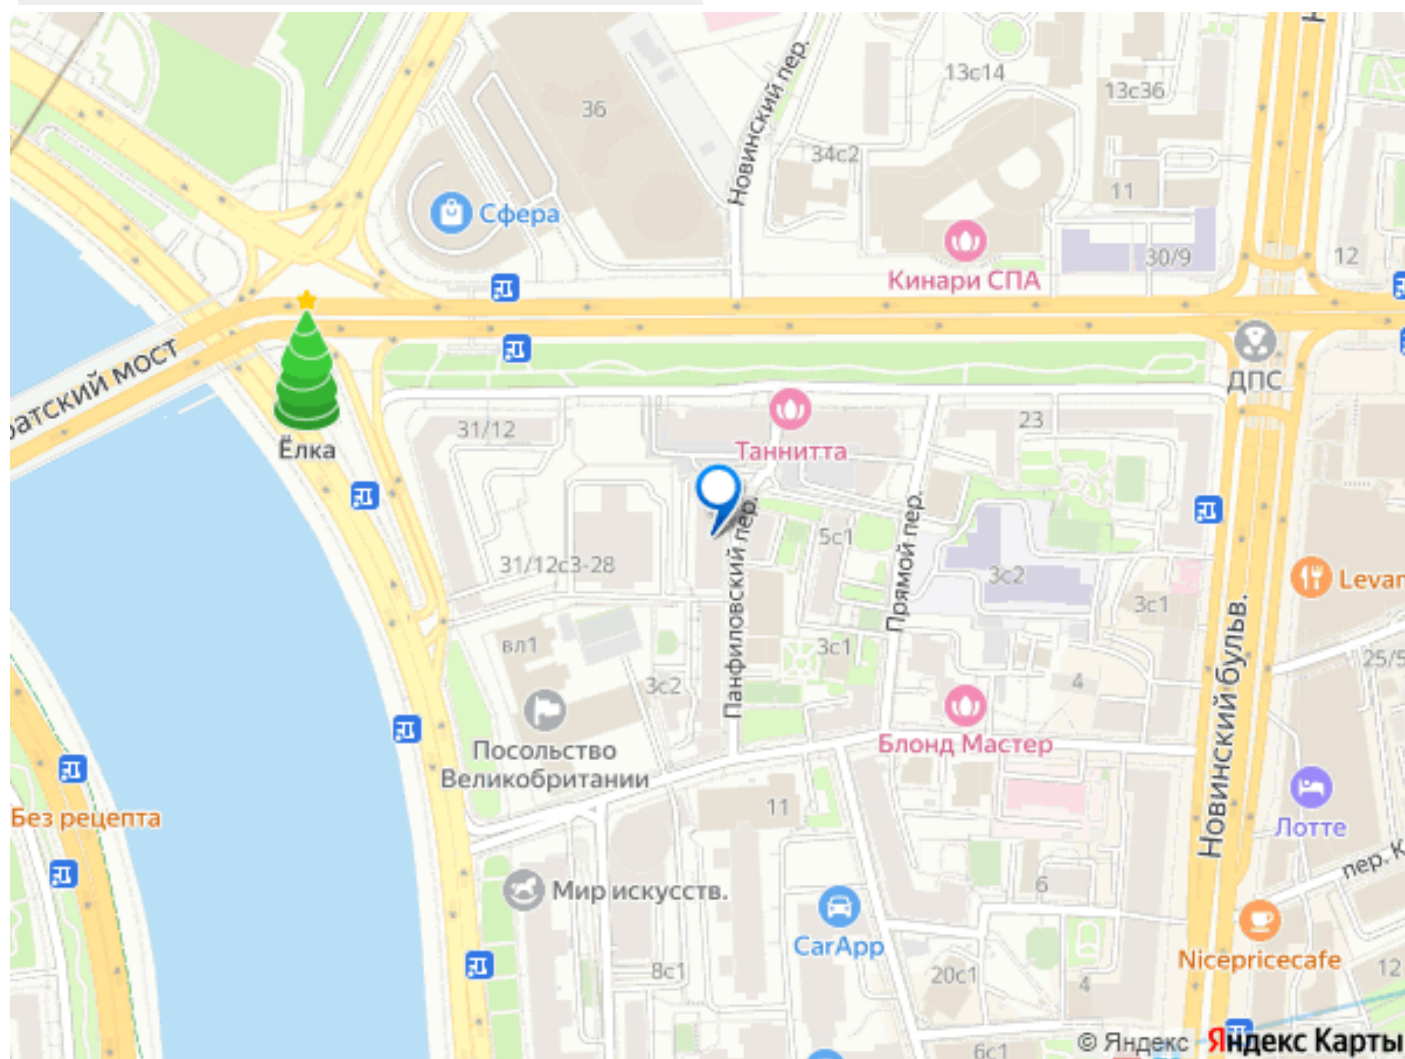 Новинский пер.
36
13с14
13с36
34с2
11
Сфера
Кинари СПА
30/9
12
ратский мост
Ёлка
ДПС
31/12
Таннитта
23
Панфиловский пер.
5с1
Прямой пер.
3с2
31/12с3-28
Levan
3с1
вл1
3с1
25/5
3с2
4
Новинский бульв.
Посольство
Великобритании
Блонд Мастер
11
Лотте
Без рецепта
пер. К
Мир искусств.
6
CarApp
Nicepricecafe
8с1
20с1
4
12
6с1
© Яндекс Яндекс Карты